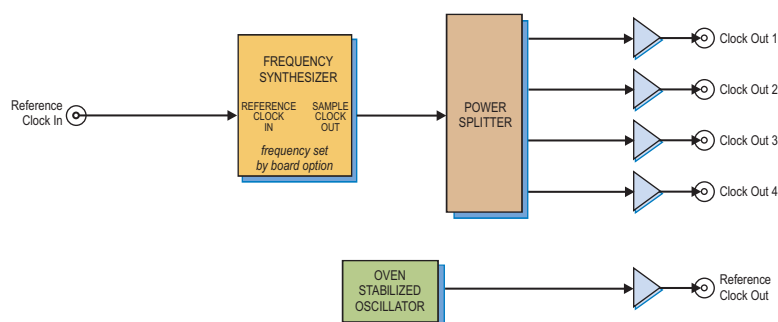 Reference
Clock In
FREQUENCY
SYNTHESIZER
REFERENCE
CLOCK
IN
SAMPLE
CLOCK
OUT
frequency set
by board option
POWER
SPLITTER
Clock Out 1
Clock Out 2
Clock Out 3
Clock Out 4
OVEN
STABILIZED
OSCILLATOR
Reference
Clock Out